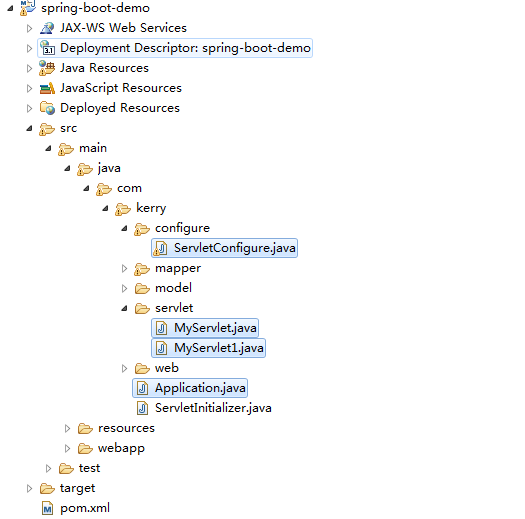 spring-boot-demo
JAX-WS Web Services
Deployment Descriptor: spring-boot-demo
Java Resources
JavaScript Resources
Deployed Resources
src
main
java
com
kerry
configure
ServletConfigure.java
mapper
model
servlet
MyServlet.java
MyServlet1.java
web
Application.java
ServletInitializer.java
resources
webapp
test
target
pom.xml